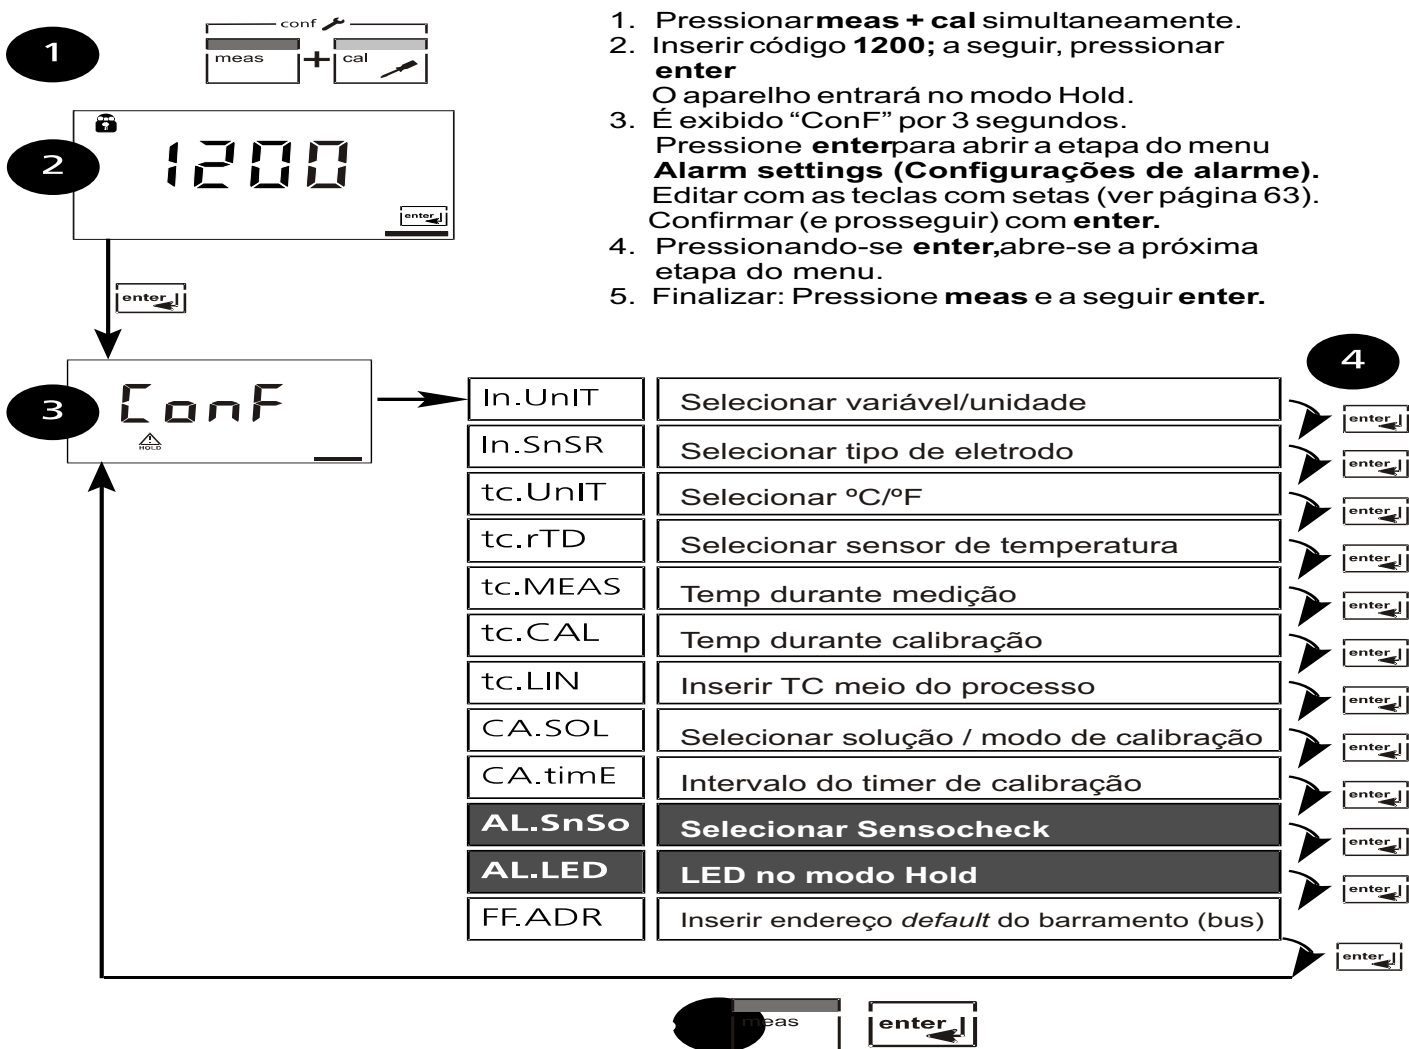 1
conf
meas + cal
1. Pressionar meas + cal simultaneamente.
2. Inserir código 1200; a seguir, pressionar
enter
O aparelho entrará no modo Hold.
3. É exibido “ConF” por 3 segundos.
Pressione enter para abrir a etapa do menu
Alarm settings (Configurações de alarme).
Editar com as teclas com setas (ver página 63).
Confirmar (e prosseguir) com enter.
4. Pressionando-se enter, abre-se a próxima
etapa do menu.
5. Finalizar: Pressione meas e a seguir enter.
2
1200
enter
enter
3
ConF
HOLD
4
In.UnIT Selecionar variável/unidade
enter
In.SnSR Selecionar tipo de eletrodo
enter
tc.UnIT Selecionar ºC/ºF
enter
tc.rTD Selecionar sensor de temperatura
enter
tc.MEAS Temp durante medição
enter
tc.CAL Temp durante calibração
enter
tc.LIN Inserir TC meio do processo
enter
CA.SOL Selecionar solução / modo de calibração
enter
CA.timE Intervalo do timer de calibração
enter
AL.SnSo Selecionar Sensocheck
enter
AL.LED LED no modo Hold
enter
FF.ADR Inserir endereço default do barramento (bus)
enter
meas enter